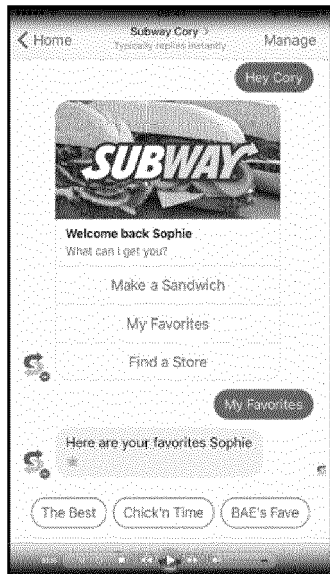 Home
Subway Cory >
Typically replies instantly
Manage
Hey Cory
SUBWAY
Welcome back Sophie
What can I get you?
Make a Sandwich
My Favorites
Find a Store
My Favorites
Here are your favorites Sophie
The Best
Chick'n Time
BAE's Fave